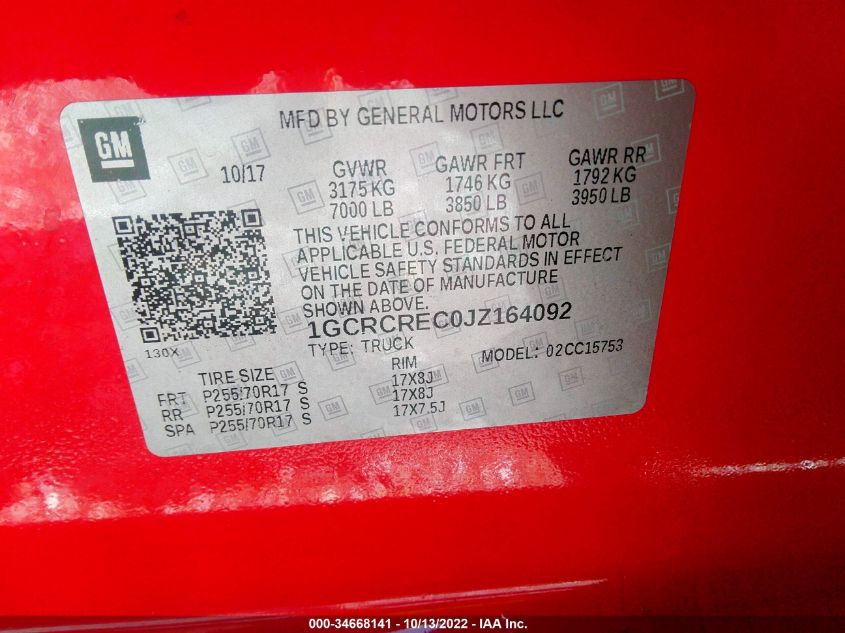 MFD BY GENERAL MOTORS LLC
GM
10/17
GVWR GAWR FRT GAWR RR
3175 KG 1746 KG 1792 KG
7000 LB 3850 LB 3950 LB
THIS VEHICLE CONFORMS TO ALL
APPLICABLE U.S. FEDERAL MOTOR
VEHICLE SAFETY STANDARDS IN EFFECT
ON THE DATE OF MANUFACTURE
SHOWN ABOVE.
1GCRCREC0JZ164092
TYPE: TRUCK MODEL: 02CC15753
130X
TIRE SIZE RIM
FRT P255/70R17 S 17X8J
RR P255/70R17 S 17X8J
SPA P255/70R17 S 17X7.5J
000-34668141 - 10/13/2022 - IAA Inc.